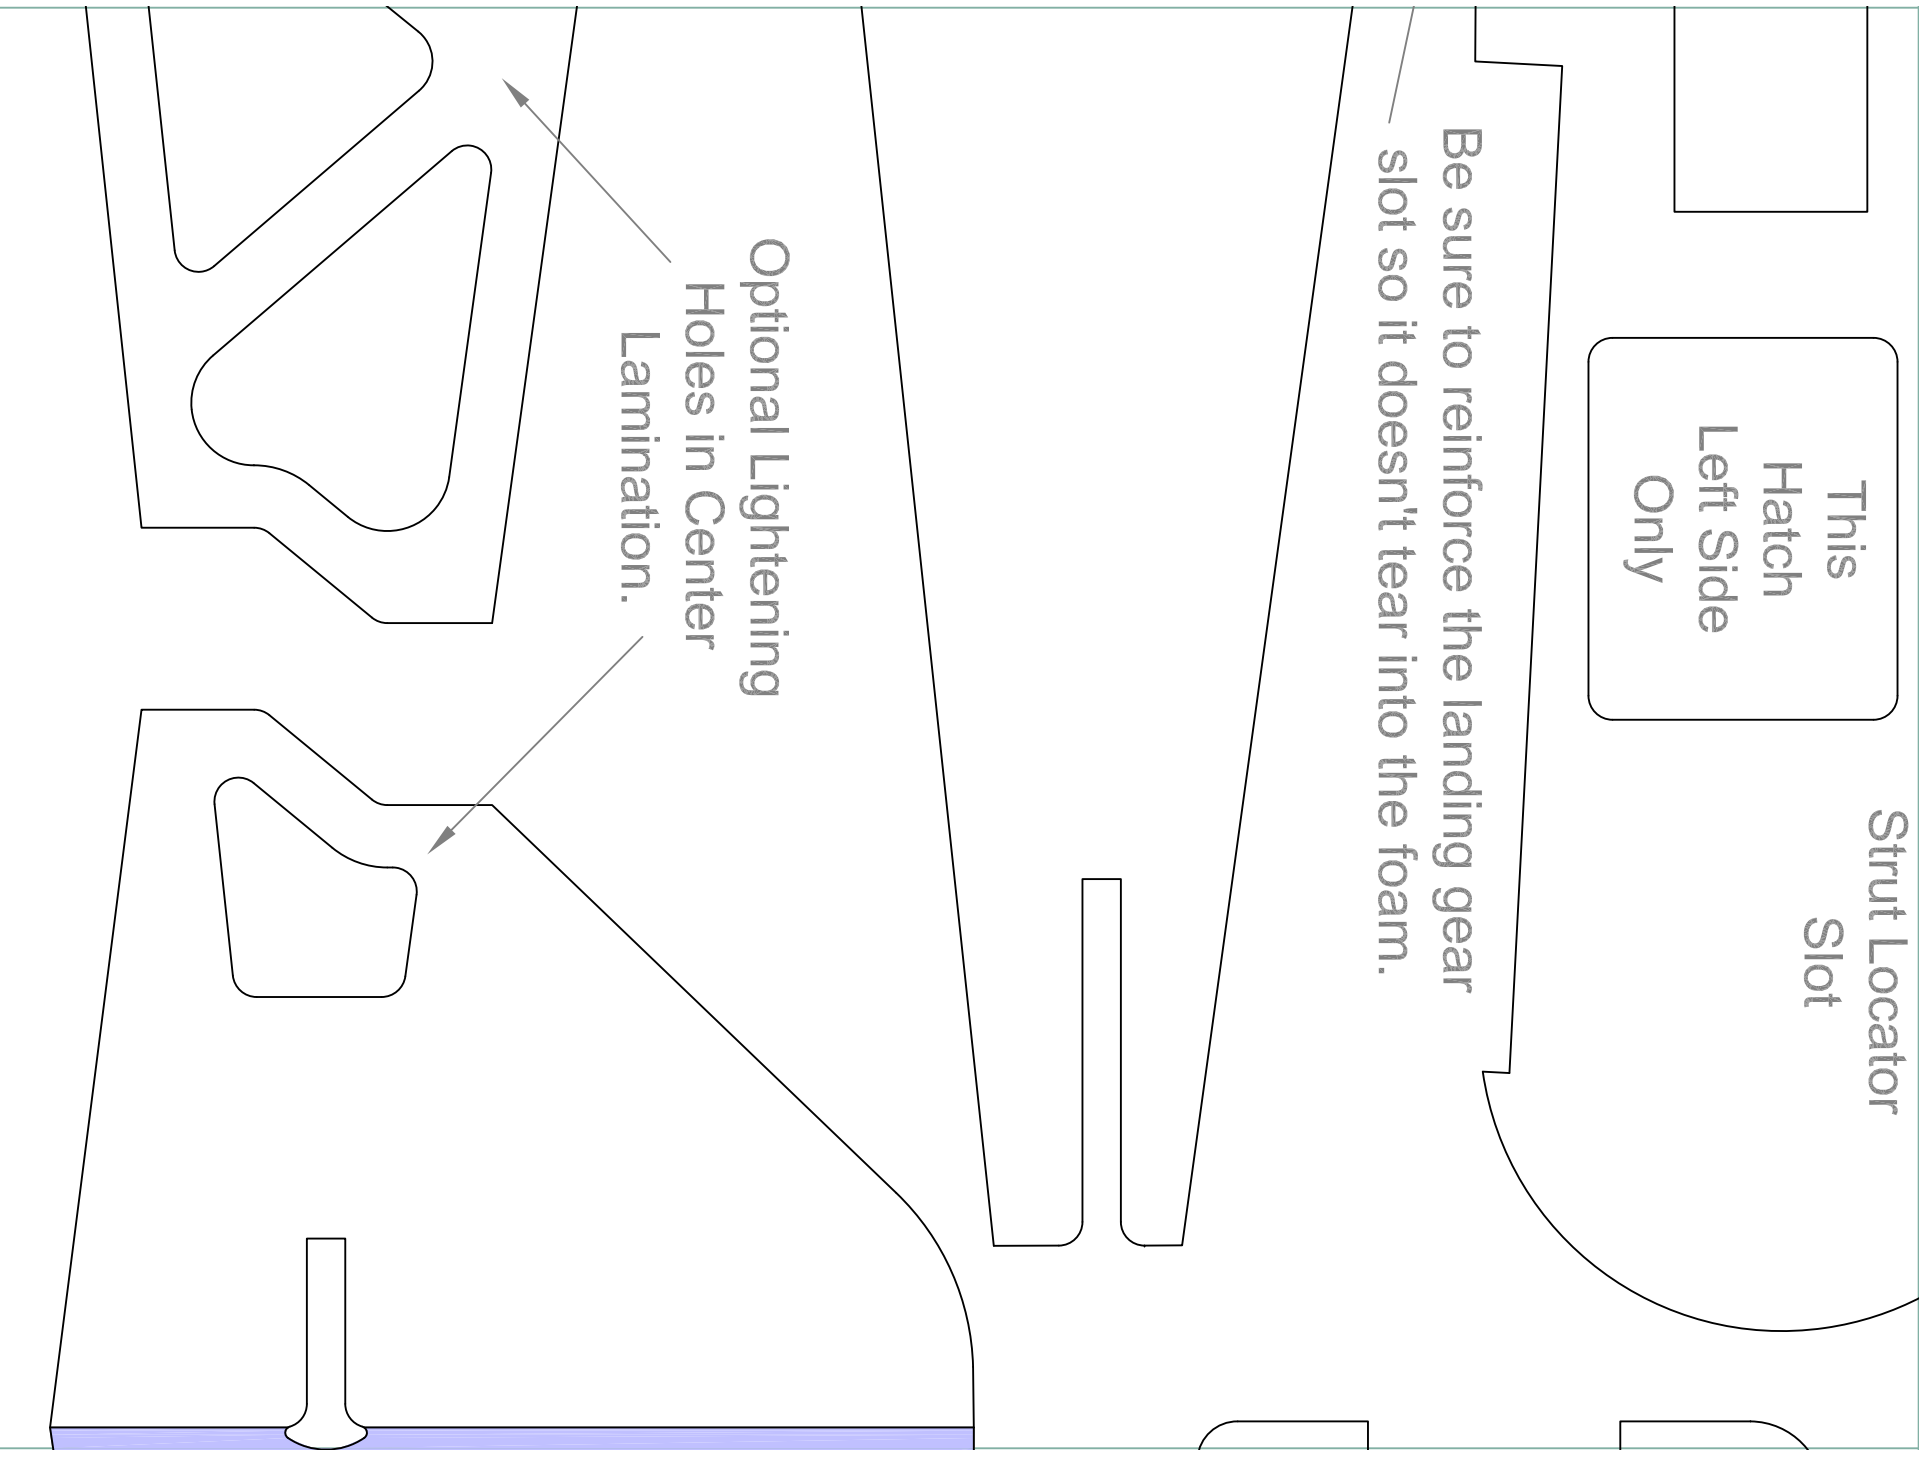 Strut Locator
Slot
This
Hatch
Left Side
Only
Be sure to reinforce the landing gear
slot so it doesn't tear into the foam.
Optional Lightening
Holes in Center
Lamination.